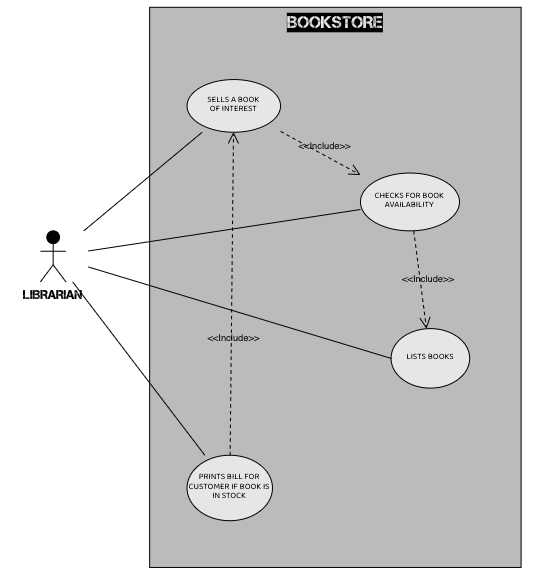 BOOKSTORE
SELLS A BOOK
OF INTEREST
<<Include>>
CHECKS FOR BOOK
AVAILABILITY
<<Include>>
LIBRARIAN
<<Include>>
LISTS BOOKS
PRINTS BILL FOR
CUSTOMER IF BOOK IS
IN STOCK